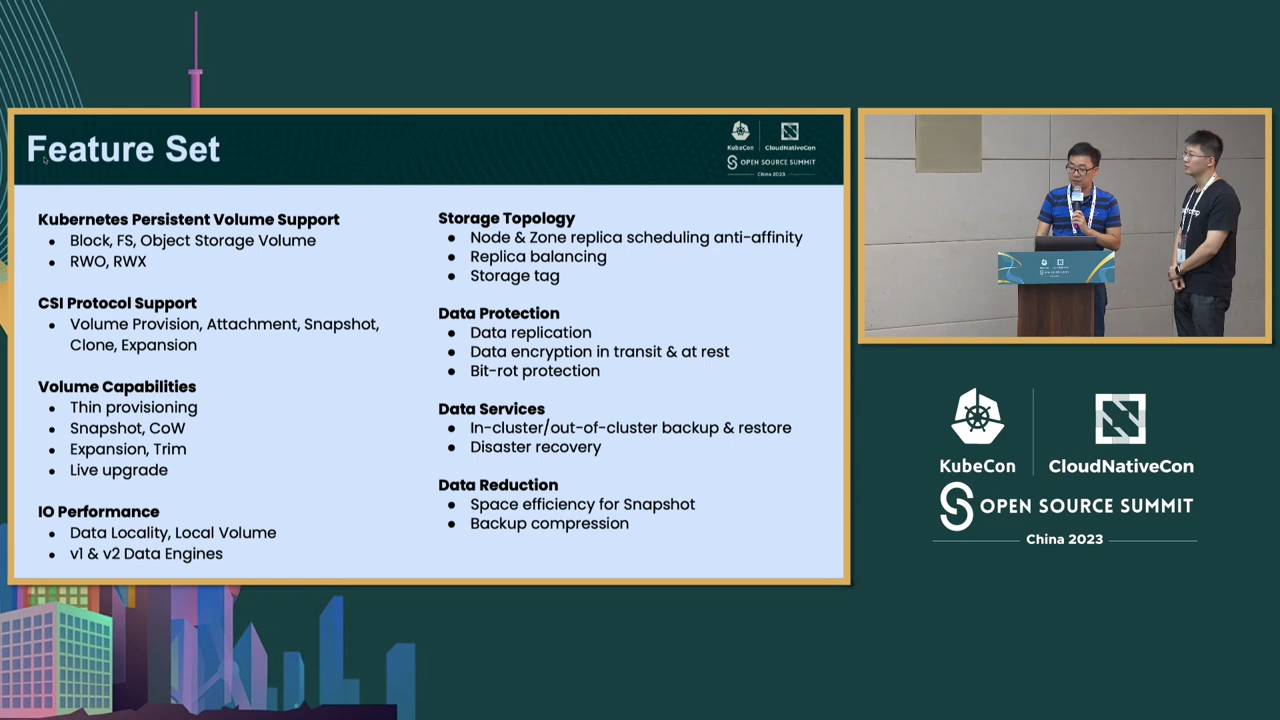 Feature Set
KubeCon
CloudNativeCon
OPEN SOURCE SUMMIT
China 2023
Kubernetes Persistent Volume Support
● Block, FS, Object Storage Volume
● RWO, RWX
CSI Protocol Support
● Volume Provision, Attachment, Snapshot,
Clone, Expansion
Volume Capabilities
● Thin provisioning
● Snapshot, CoW
● Expansion, Trim
● Live upgrade
IO Performance
● Data Locality, Local Volume
● v1 & v2 Data Engines
Storage Topology
● Node & Zone replica scheduling anti-affinity
● Replica balancing
● Storage tag
Data Protection
● Data replication
● Data encryption in transit & at rest
● Bit-rot protection
Data Services
● In-cluster/out-of-cluster backup & restore
● Disaster recovery
Data Reduction
● Space efficiency for Snapshot
● Backup compression
KubeCon
CloudNativeCon
OPEN SOURCE SUMMIT
China 2023